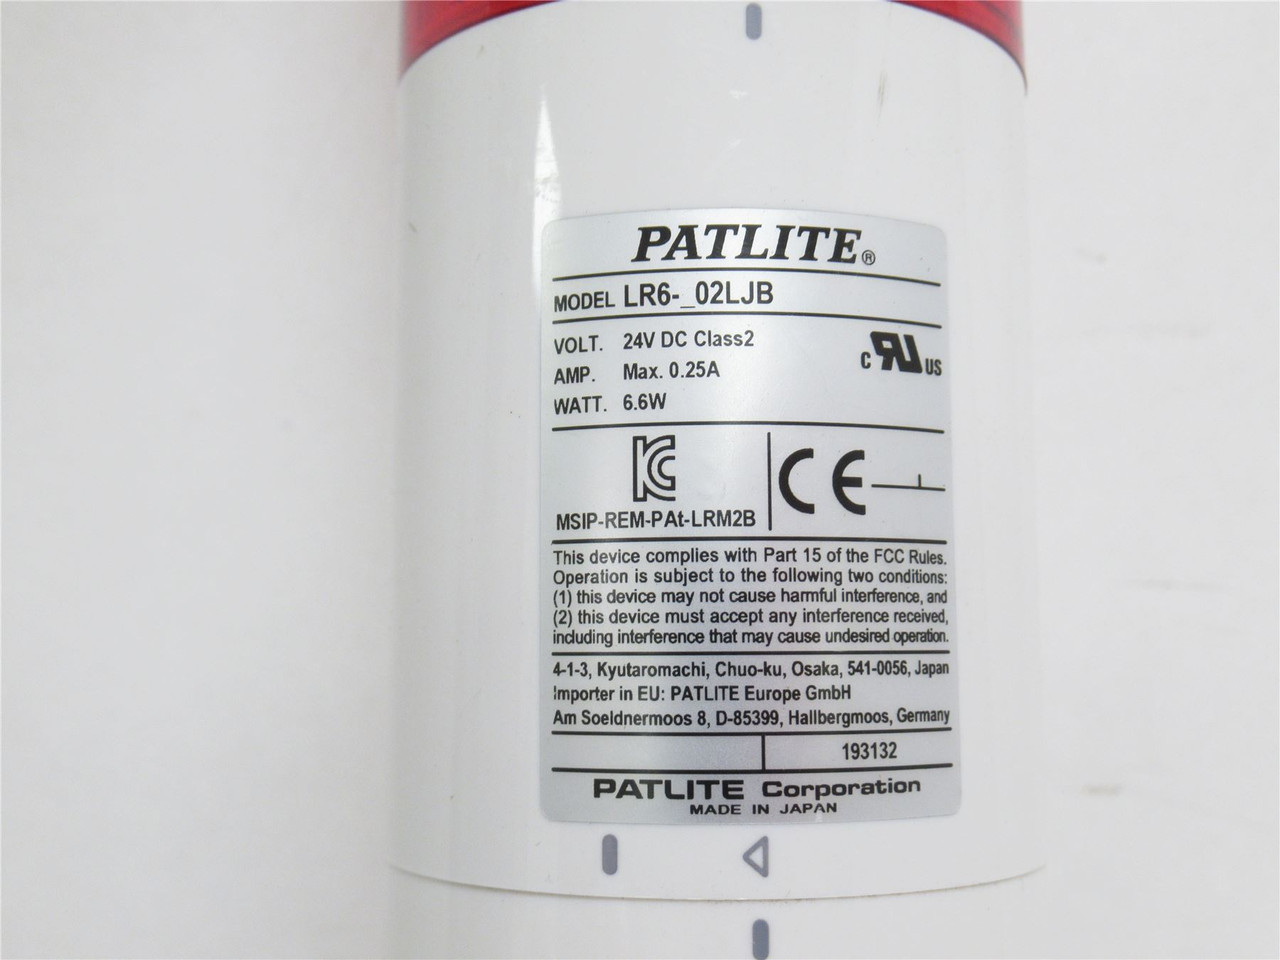 PATLITE®
MODEL LR6-_02LJB
VOLT. 24V DC Class2
AMP. Max. 0.25A
WATT. 6.6W
c RU US
KC
MSIP-REM-PAt-LRM2B
CE
This device complies with Part 15 of the FCC Rules.
Operation is subject to the following two conditions:
(1) this device may not cause harmful interference, and
(2) this device must accept any interference received,
including interference that may cause undesired operation.
4-1-3, Kyutaromachi, Chuo-ku, Osaka, 541-0056, Japan
Importer in EU: PATLITE Europe GmbH
Am Soeldnermoos 8, D-85399, Hallbergmoos, Germany
193132
PATLITE Corporation
MADE IN JAPAN